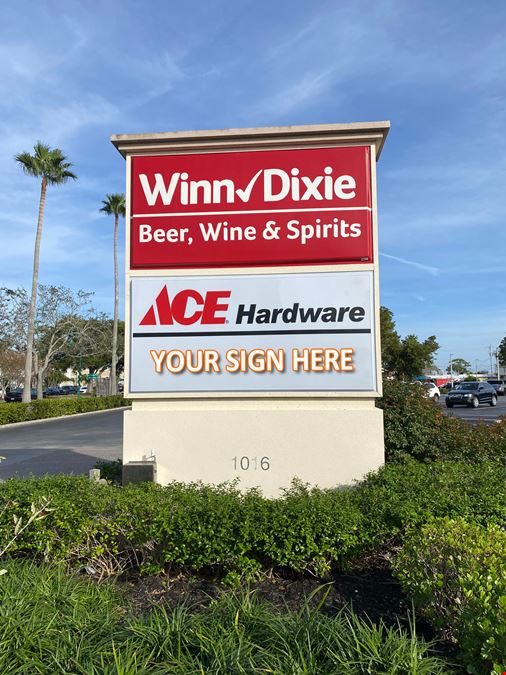 Winn✓Dixie
Beer, Wine & Spirits
ACE Hardware
YOUR SIGN HERE
1016